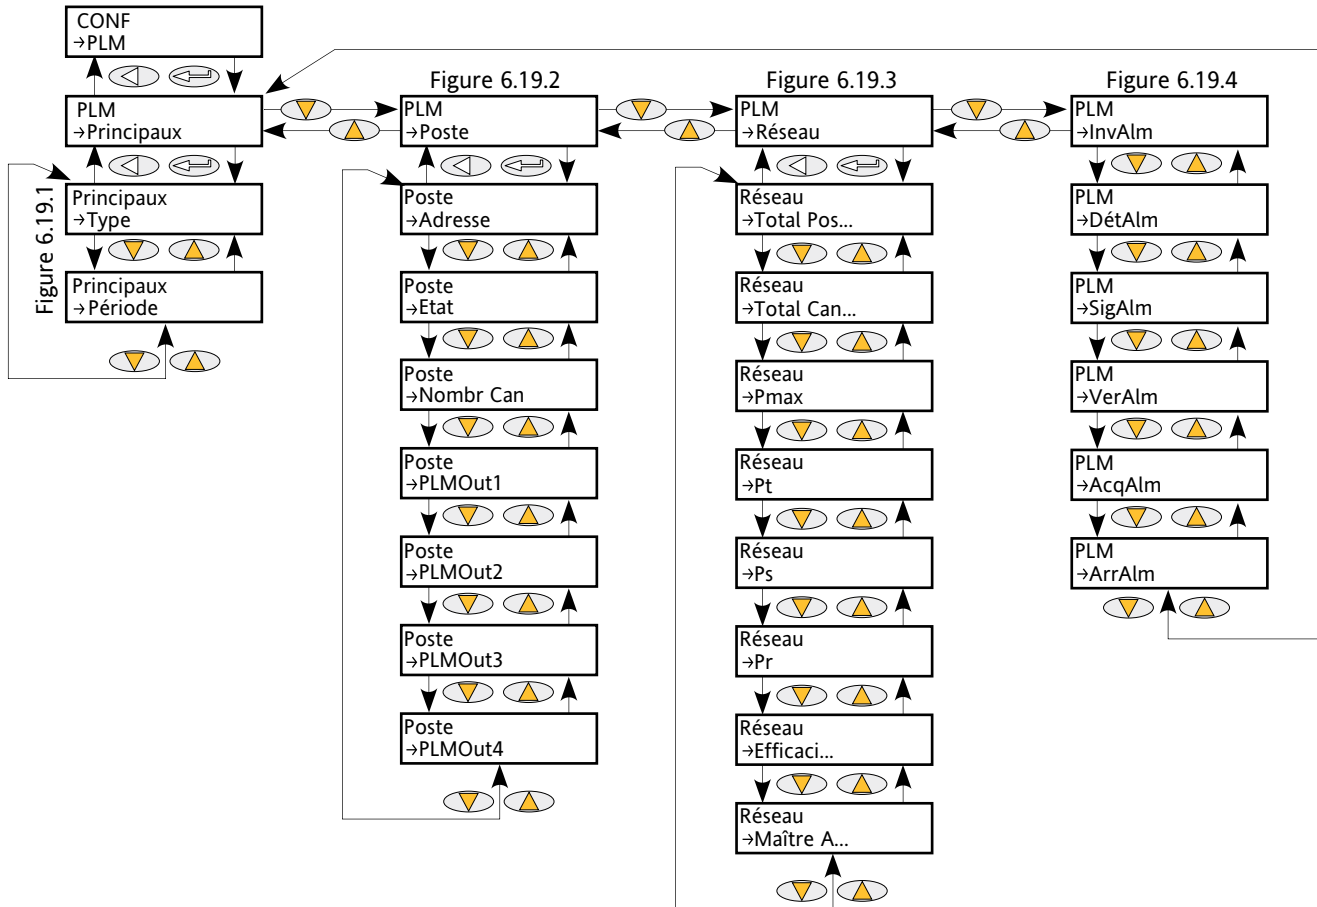 CONF
→PLM
PLM
→Principaux
Figure 6.19.1
Principaux
→Type
Principaux
→Période
Figure 6.19.2
PLM
→Poste
Poste
→Adresse
Poste
→Etat
Poste
→Nombr Can
Poste
→PLMOut1
Poste
→PLMOut2
Poste
→PLMOut3
Poste
→PLMOut4
Figure 6.19.3
PLM
→Réseau
Réseau
→Total Pos...
Réseau
→Total Can...
Réseau
→Pmax
Réseau
→Pt
Réseau
→Ps
Réseau
→Pr
Réseau
→Efficaci...
Réseau
→Maître A...
Figure 6.19.4
PLM
→InvAlm
PLM
→DétAlm
PLM
→SigAlm
PLM
→VerAlm
PLM
→AcqAlm
PLM
→ArrAlm